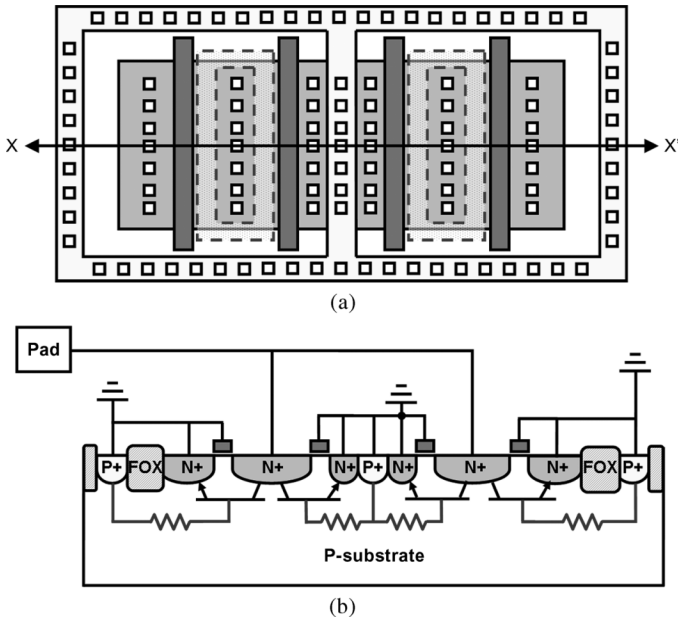 X X'
(a)
Pad
P+ FOX N+ N+ N+ P+ N+ N+ N+ FOX P+
P-substrate
(b)